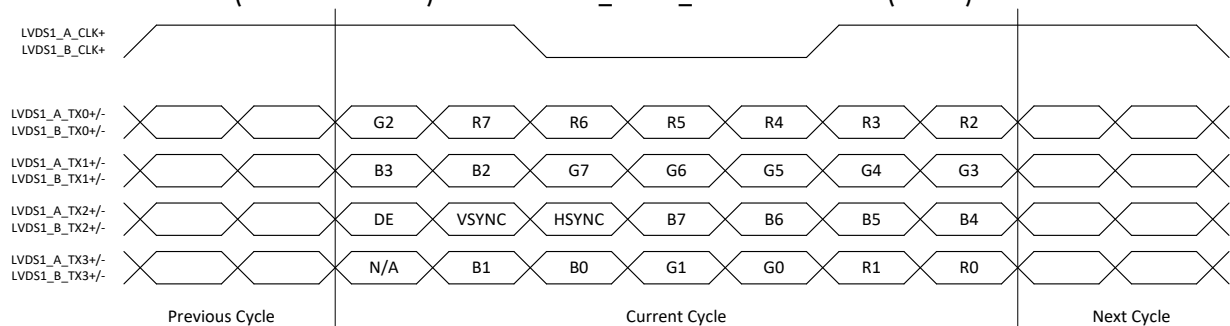 LVDS1_A_CLK+
LVDS1_B_CLK+
LVDS1_A_TX0+/-
LVDS1_B_TX0+/-
G2 R7 R6 R5 R4 R3 R2
LVDS1_A_TX1+/-
LVDS1_B_TX1+/-
B3 B2 G7 G6 G5 G4 G3
LVDS1_A_TX2+/-
LVDS1_B_TX2+/-
DE VSYNC HSYNC B7 B6 B5 B4
LVDS1_A_TX3+/-
LVDS1_B_TX3+/-
N/A B1 B0 G1 G0 R1 R0
Previous Cycle Current Cycle Next Cycle